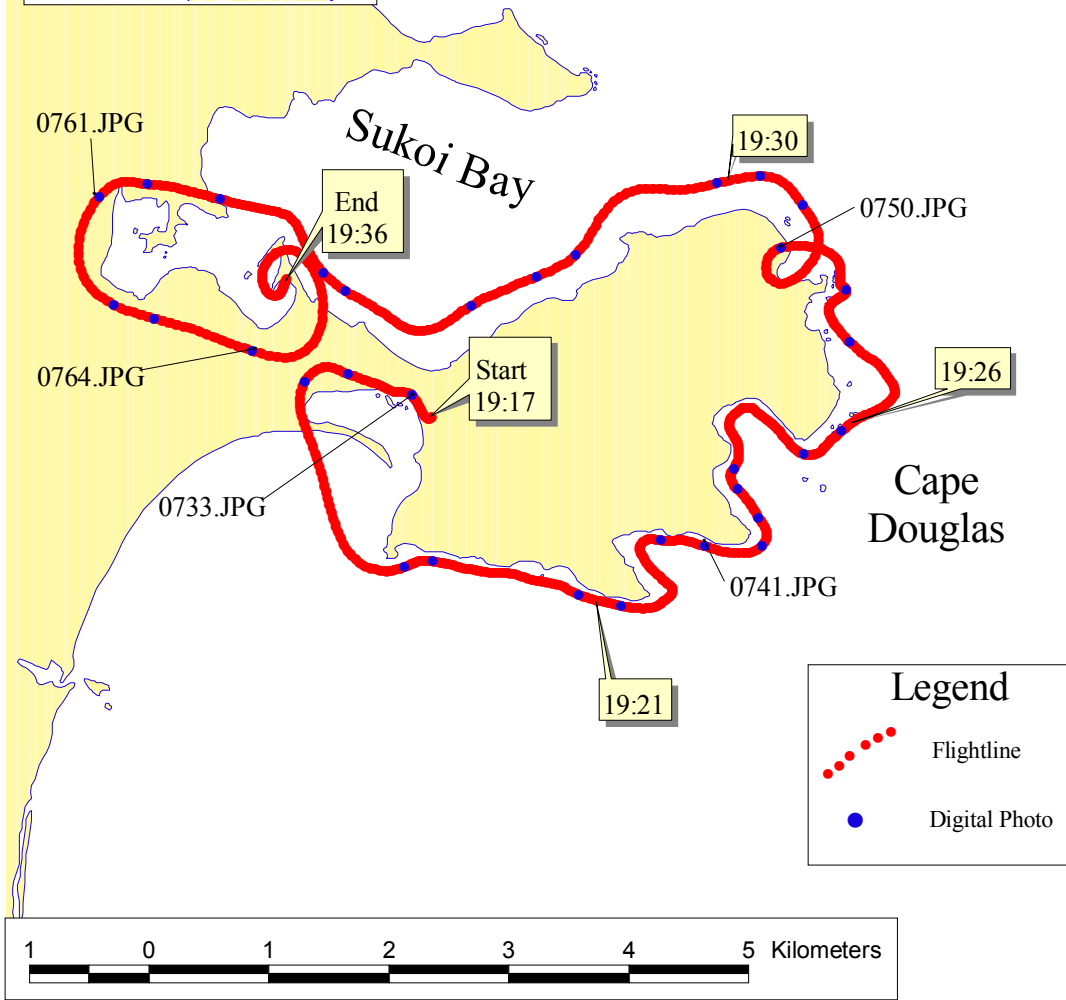 0761.JPG
Sukoi Bay
19:30
End
19:36
0750.JPG
0764.JPG
Start
19:17
19:26
0733.JPG
Cape
Douglas
0741.JPG
19:21
Legend
Flightline
Digital Photo
1 0 1 2 3 4 5 Kilometers